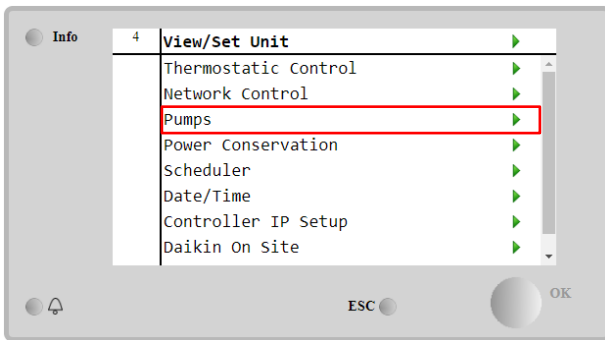 Info
4 View/Set Unit
Thermostatic Control
Network Control
Pumps
Power Conservation
Scheduler
Date/Time
Controller IP Setup
Daikin On Site
ESC
OK